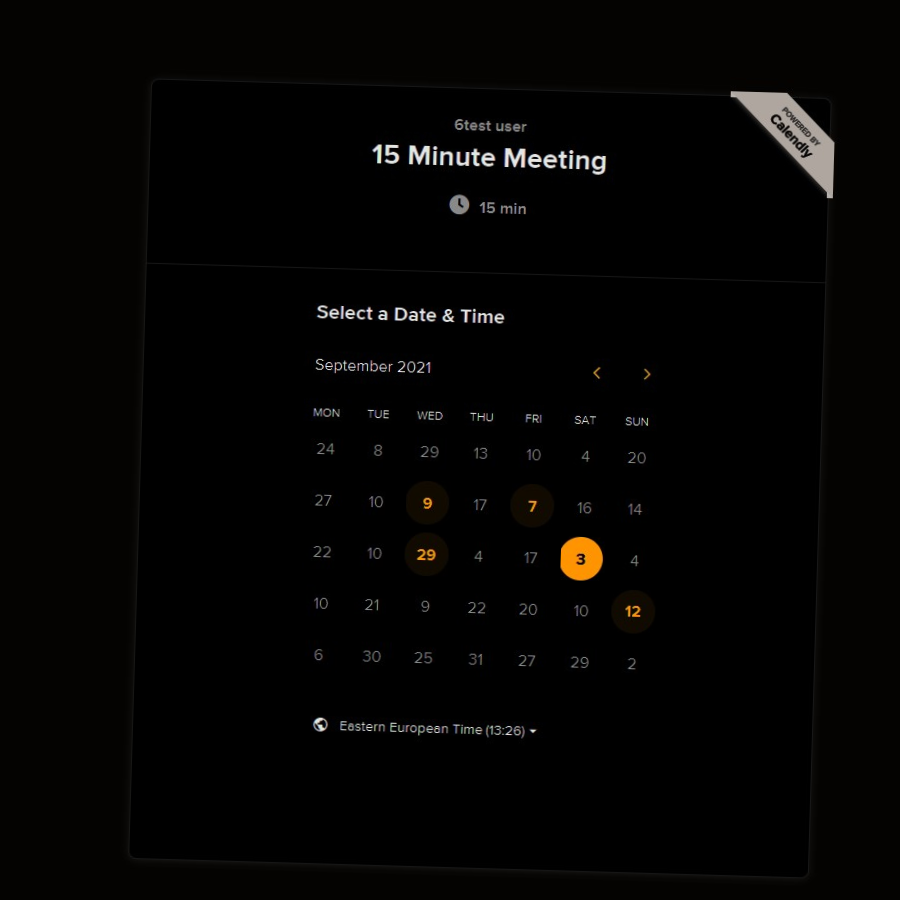 POWERED BY
Calendly
6test user
15 Minute Meeting
15 min
Select a Date & Time
September 2021
MON TUE WED THU FRI SAT SUN
24 8 29 13 10 4 20
27 10 9 17 7 16 14
22 10 29 4 17 3 4
10 21 9 22 20 10 12
6 30 25 31 27 29 2
Eastern European Time (13:26)